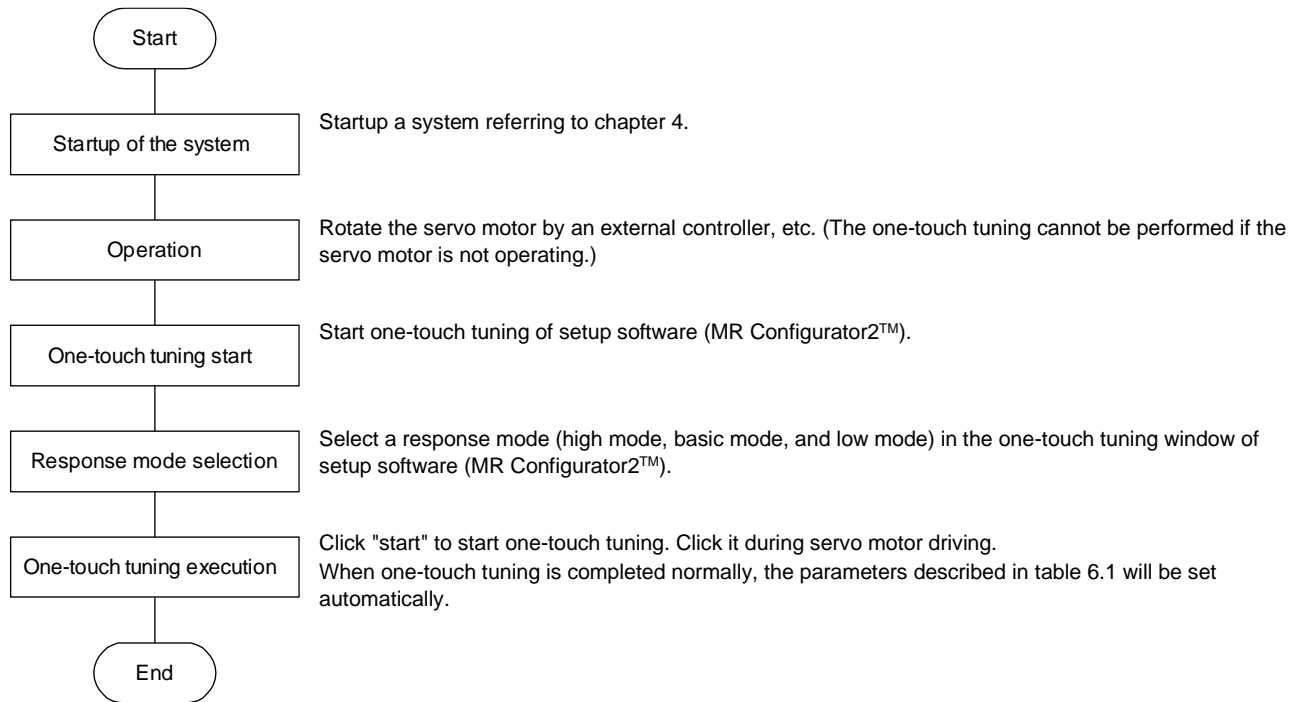 Start
Startup of the system
Startup a system referring to chapter 4.
Operation
Rotate the servo motor by an external controller, etc. (The one-touch tuning cannot be performed if the
servo motor is not operating.)
One-touch tuning start
Start one-touch tuning of setup software (MR Configurator2TM).
Response mode selection
Select a response mode (high mode, basic mode, and low mode) in the one-touch tuning window of
setup software (MR Configurator2TM).
One-touch tuning execution
Click "start" to start one-touch tuning. Click it during servo motor driving.
When one-touch tuning is completed normally, the parameters described in table 6.1 will be set
automatically.
End